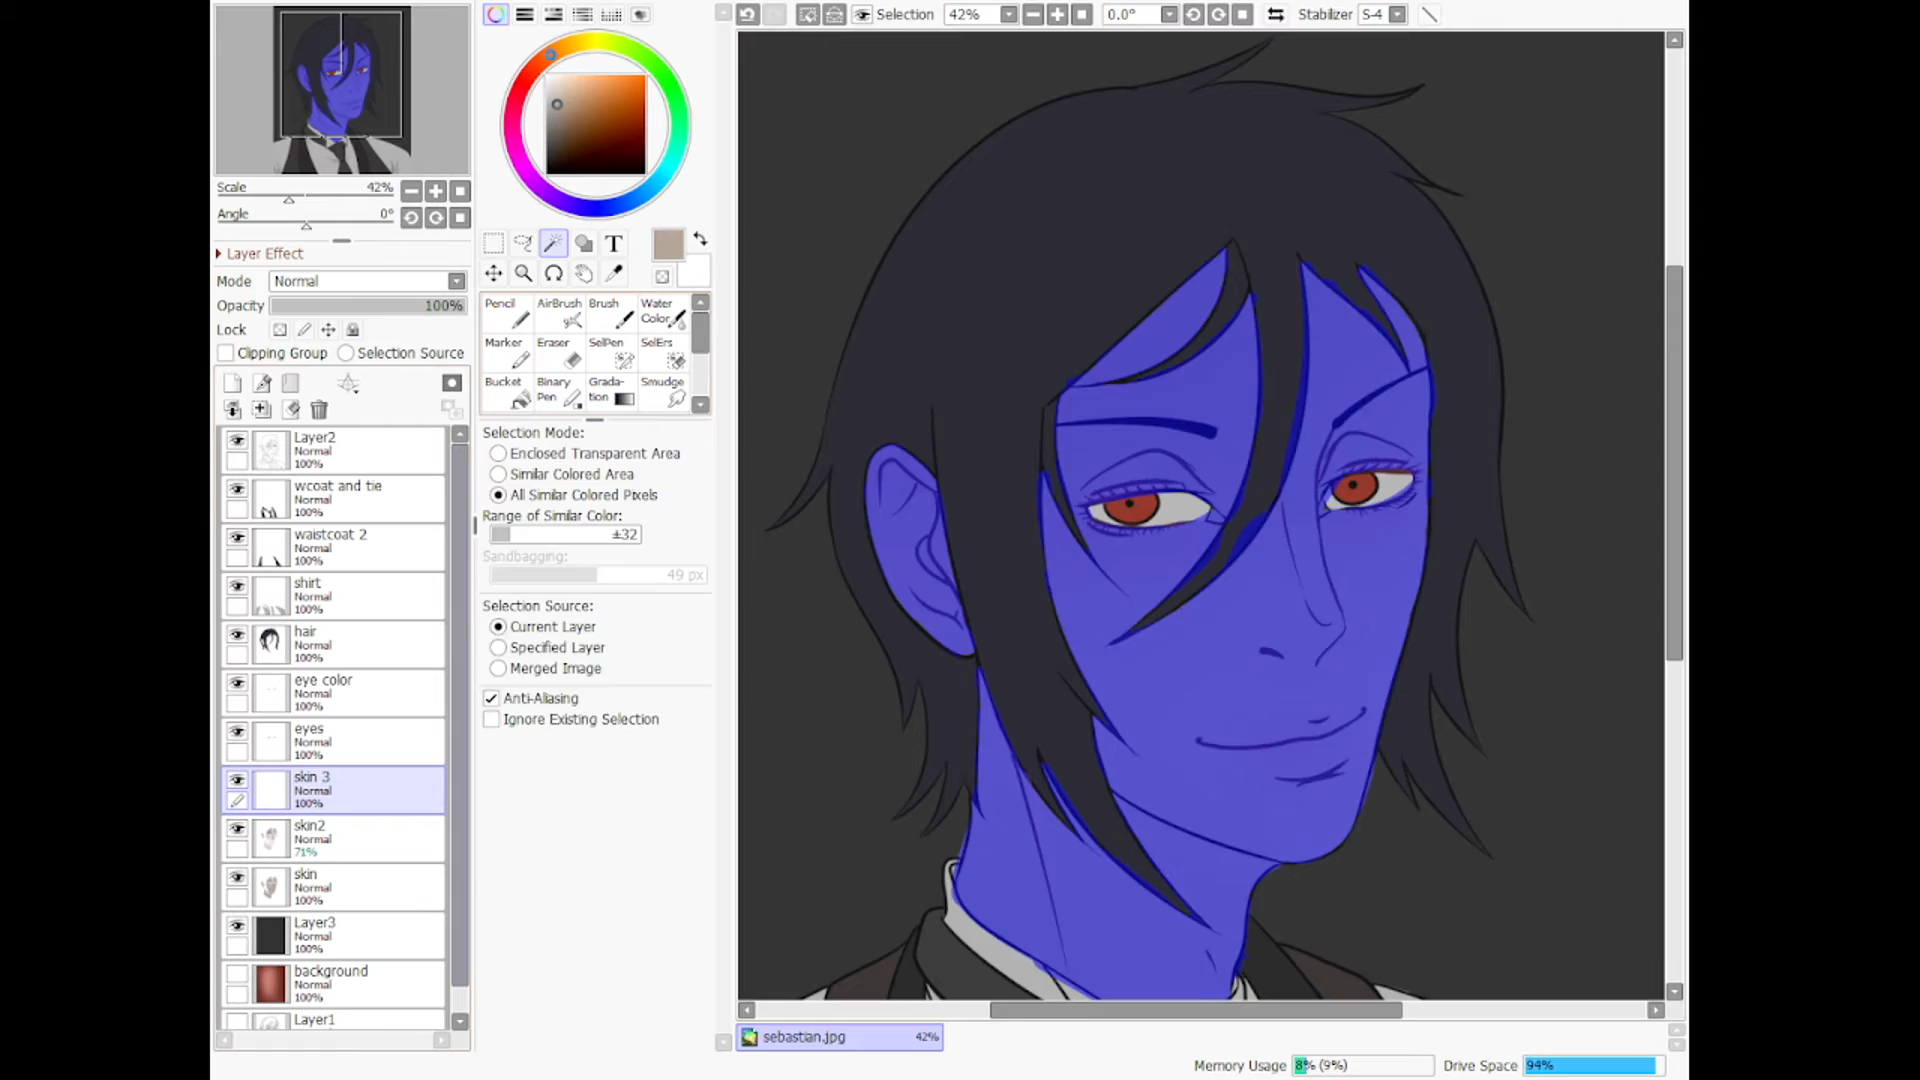 Selection
42%
0.0°
Stabilizer
S-4
Scale
42%
Angle
0°
Layer Effect
Mode
Normal
Opacity
100%
Lock
Clipping Group
Selection Source
Layer2
Normal
100%
wcoat and tie
Normal
100%
waistcoat 2
Normal
100%
shirt
Normal
100%
hair
Normal
100%
eye color
Normal
100%
eyes
Normal
100%
skin 3
Normal
100%
skin2
Normal
71%
skin
Normal
100%
Layer3
Normal
100%
background
Normal
100%
Layer1
T
Pencil
AirBrush
Brush
Water
Color
Marker
Eraser
SelPen
SelErs
Bucket
Binary
Pen
Grada-
tion
Smudge
Selection Mode:
Enclosed Transparent Area
Similar Colored Area
All Similar Colored Pixels
Range of Similar Color:
±32
Sandbagging:
49 px
Selection Source:
Current Layer
Specified Layer
Merged Image
Anti-Aliasing
Ignore Existing Selection
sebastian.jpg
42%
Memory Usage
8% (9%)
Drive Space
94%